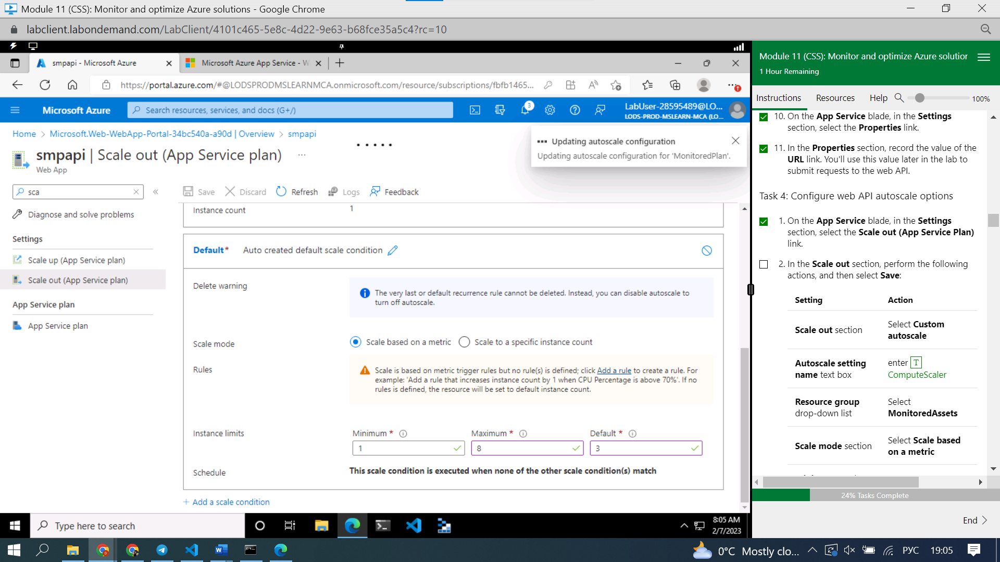 Module 11 (CSS): Monitor and optimize Azure solutions - Google Chrome
labclient.labondemand.com/LabClient/4101c465-5e8c-4d22-9e63-b68fce35a5c4?rc=10
smpapi - Microsoft Azure
Microsoft Azure App Service - W
https://portal.azure.com/#@LODSPRODMSLEARNMCA.onmicrosoft.com/resource/subscriptions/fbfb1465...
Microsoft Azure
Search resources, services, and docs (G+/)
3
LabUser-28595489@LO...
LODS-PROD-MSLEARN-MCA (LO...
Home > Microsoft.Web-WebApp-Portal-34bc540a-a90d | Overview > smpapi
smpapi | Scale out (App Service plan) ...
Web App
Updating autoscale configuration
Updating autoscale configuration for 'MonitoredPlan'.
sca
Diagnose and solve problems
Settings
Scale up (App Service plan)
Scale out (App Service plan)
App Service plan
App Service plan
Save
Discard
Refresh
Logs
Feedback
Instance count
1
Default*
Auto created default scale condition
Delete warning
The very last or default recurrence rule cannot be deleted. Instead, you can disable autoscale to
turn off autoscale.
Scale mode
Scale based on a metric
Scale to a specific instance count
Rules
Scale is based on metric trigger rules but no rule(s) is defined; click Add a rule to create a rule. For
example: 'Add a rule that increases instance count by 1 when CPU Percentage is above 70%'. If no
rules is defined, the resource will be set to default instance count.
Instance limits
Minimum *
Maximum *
Default *
1
8
3
Schedule
This scale condition is executed when none of the other scale condition(s) match
+ Add a scale condition
Type here to search
8:05 AM
2/7/2023
Module 11 (CSS): Monitor and optimize Azure solution
1 Hour Remaining
Instructions
Resources
Help
100%
10. On the App Service blade, in the Settings
section, select the Properties link.
11. In the Properties section, record the value of the
URL link. You'll use this value later in the lab to
submit requests to the web API.
Task 4: Configure web API autoscale options
1. On the App Service blade, in the Settings
section, select the Scale out (App Service Plan)
link.
2. In the Scale out section, perform the following
actions, and then select Save:
Setting
Action
Scale out section
Select Custom
autoscale
Autoscale setting
name text box
enter T
ComputeScaler
Resource group
drop-down list
Select
MonitoredAssets
Scale mode section
Select Scale based
on a metric
24% Tasks Complete
End
0°C Mostly clo...
РУС
19:05